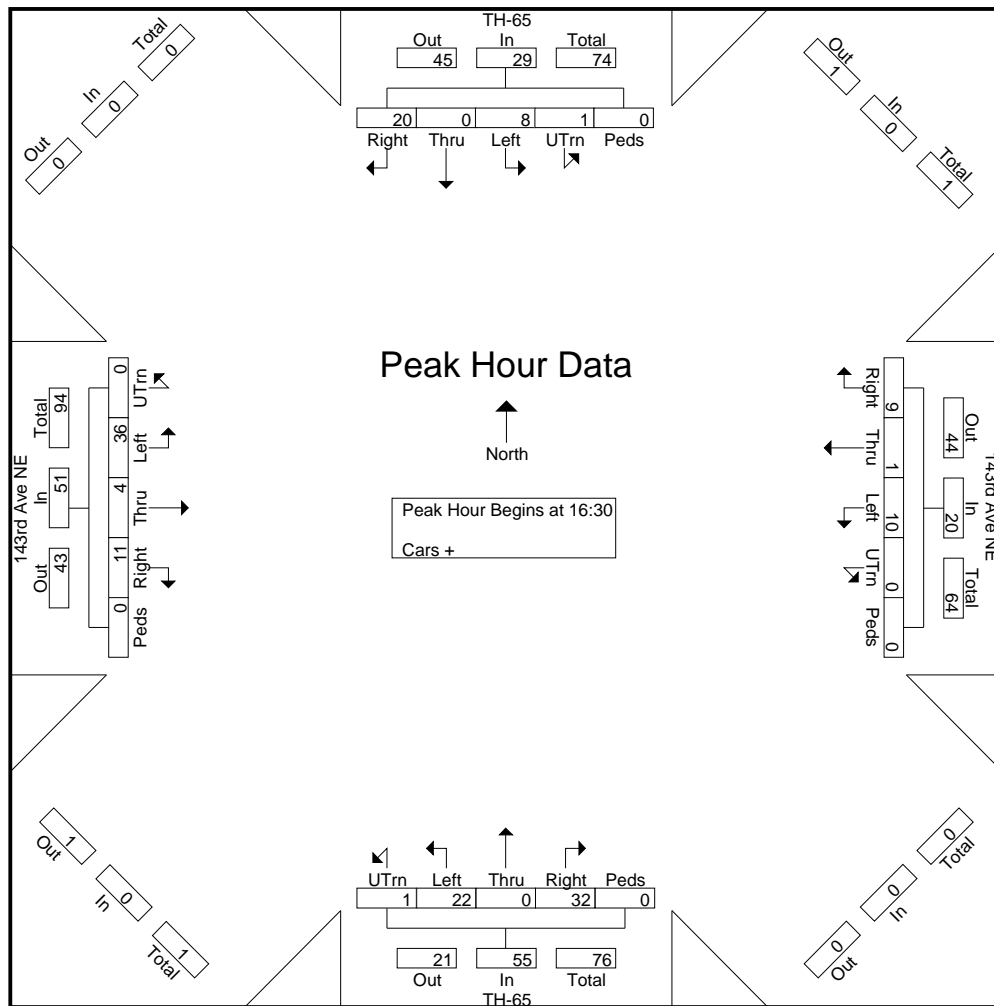 TH-65
Out In Total
45 29 74
20 0 8 1 0
Right Thru Left UTrn Peds
Total
0
In
0
Out
0
Out
1
In
0
Total
1
Peak Hour Data
North
Peak Hour Begins at 16:30
Cars +
143rd Ave NE
Out In Total
43 51 94
0 11 4 36 0
Peds Right Thru Left UTrn
143rd Ave NE
Out In Total
44 20 64
9 1 10 0 0
Right Thru Left UTrn Peds
Out
1
In
0
Total
1
Total
0
In
0
Out
0
UTrn Left Thru Right Peds
1 22 0 32 0
21 55 76
Out In Total
TH-65